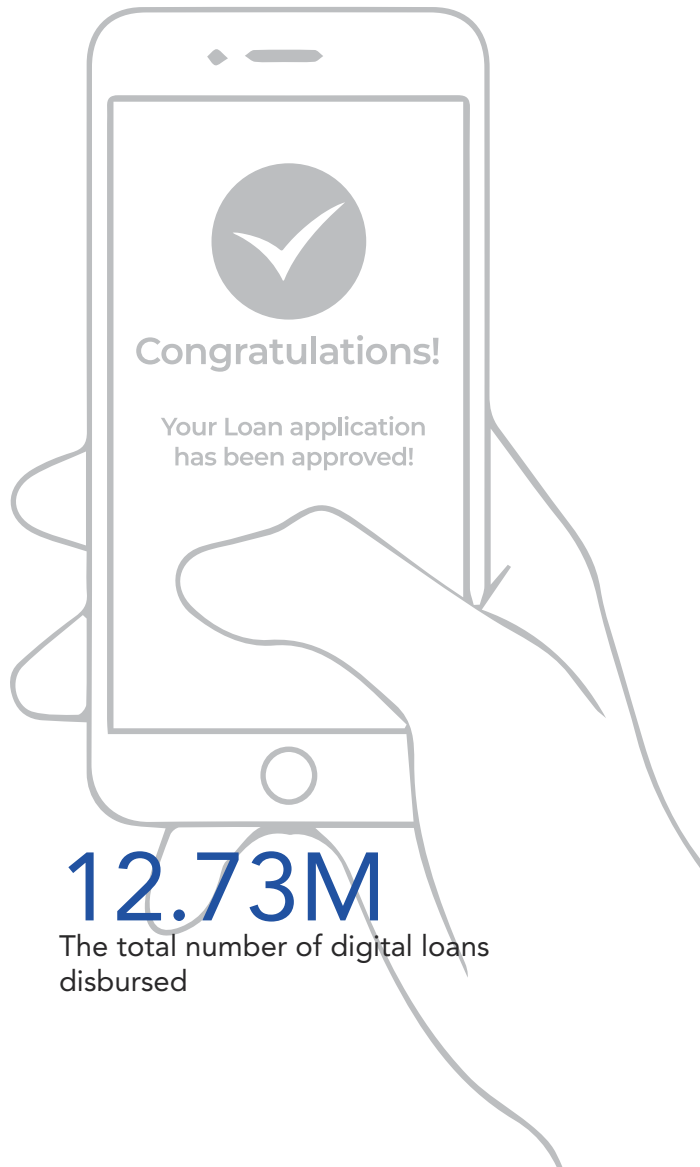 Congratulations!
Your Loan application
has been approved!
12.73M
The total number of digital loans
disbursed